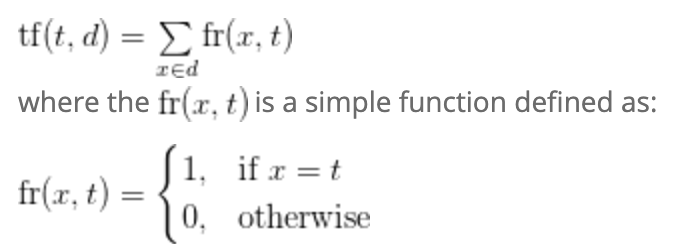 tf(t, d) = ∑ fr(x, t)
x∈d
where the fr(x, t) is a simple function defined as:
fr(x, t) = { 1, if x = t
0, otherwise